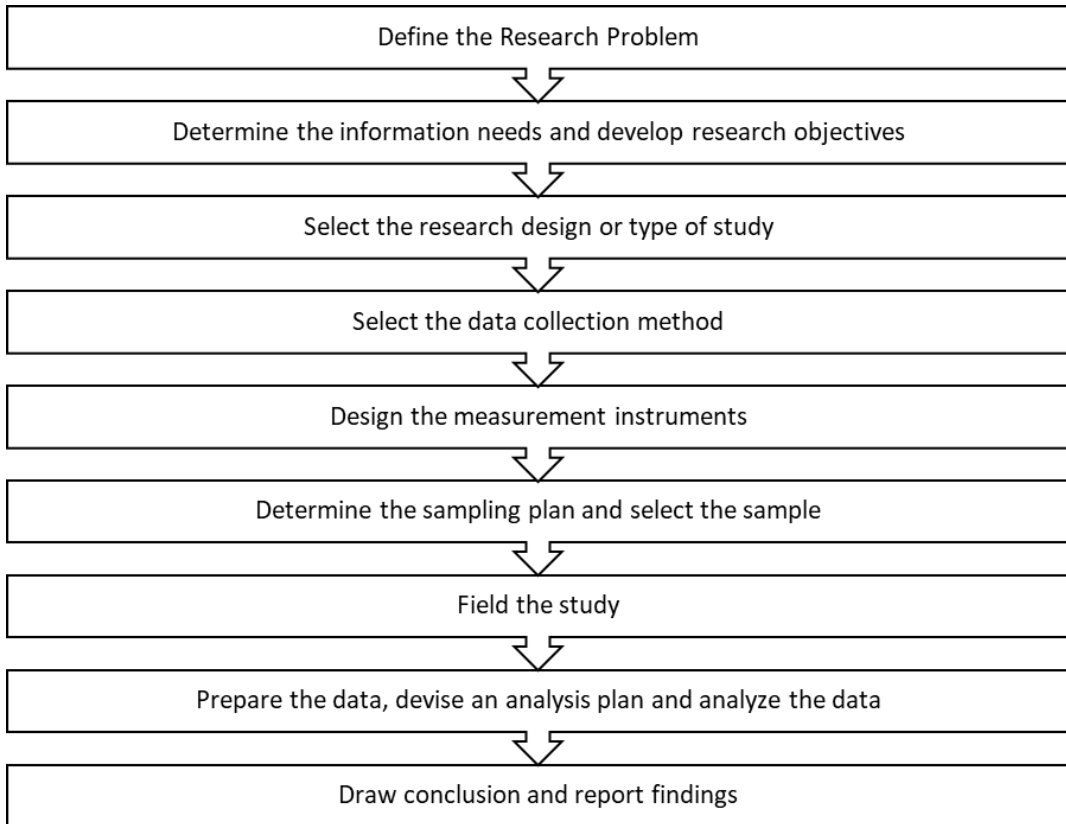 Define the Research Problem
Determine the information needs and develop research objectives
Select the research design or type of study
Select the data collection method
Design the measurement instruments
Determine the sampling plan and select the sample
Field the study
Prepare the data, devise an analysis plan and analyze the data
Draw conclusion and report findings